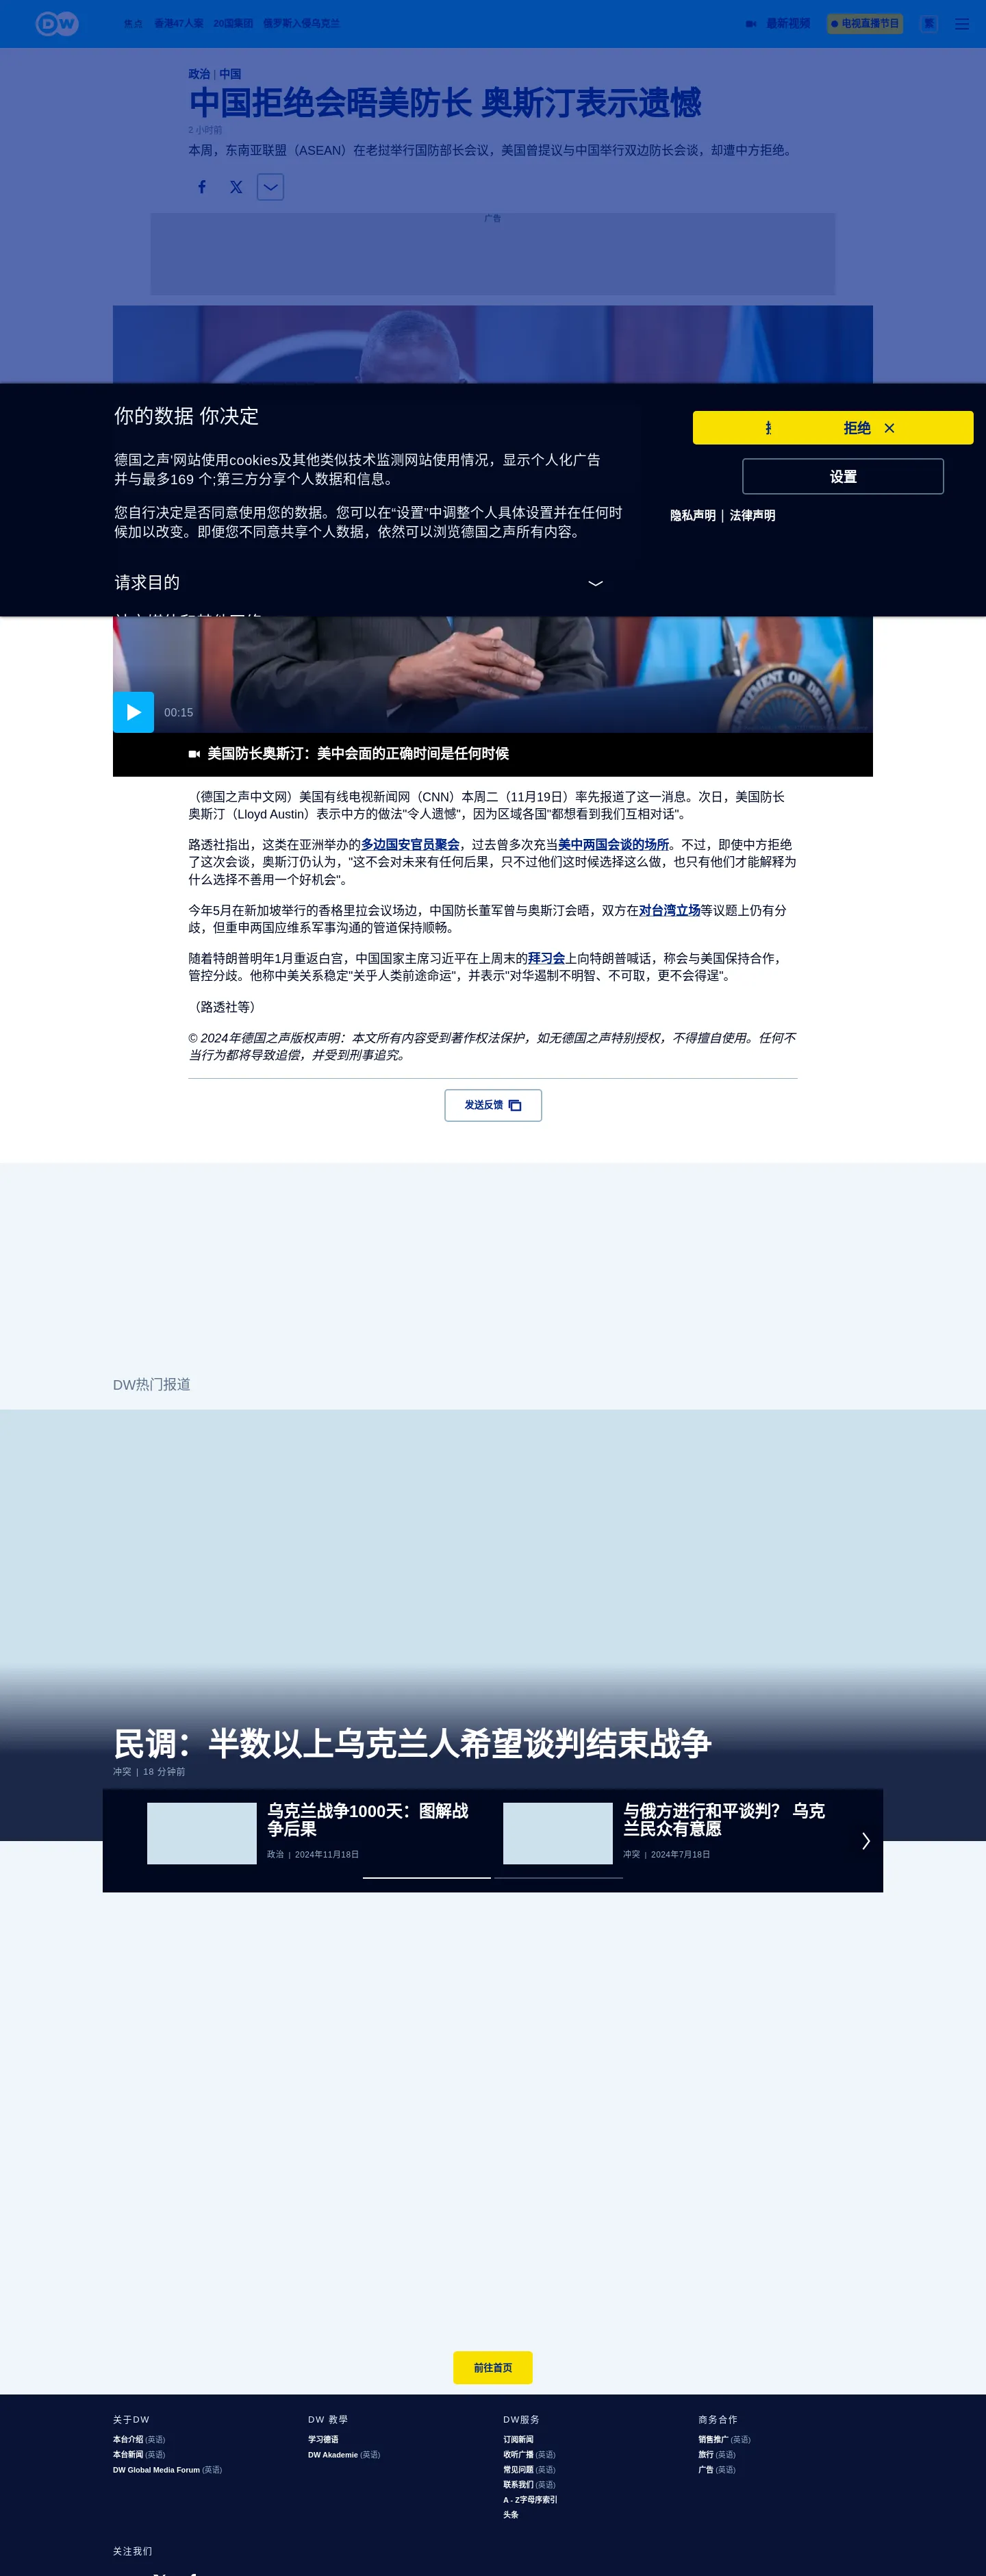 DW
焦点 香港47人案 20国集团 俄罗斯入侵乌克兰
最新视频 电视直播节目 繁
政治 | 中国
中国拒绝会晤美防长 奥斯汀表示遗憾
2 小时前
本周，东南亚联盟（ASEAN）在老挝举行国防部长会议，美国曾提议与中国举行双边防长会谈，却遭中方拒绝。
广告
你的数据 你决定
拒绝
德国之声'网站使用cookies及其他类似技术监测网站使用情况，显示个人化广告
并与最多169 个;第三方分享个人数据和信息。
设置
您自行决定是否同意使用您的数据。您可以在“设置”中调整个人具体设置并在任何时
候加以改变。即便您不同意共享个人数据，依然可以浏览德国之声所有内容。
隐私声明 | 法律声明
请求目的
00:15
美国防长奥斯汀：美中会面的正确时间是任何时候
（德国之声中文网）美国有线电视新闻网（CNN）本周二（11月19日）率先报道了这一消息。次日，美国防长
奥斯汀（Lloyd Austin）表示中方的做法"令人遗憾"，因为区域各国"都想看到我们互相对话"。
路透社指出，这类在亚洲举办的多边国安官员聚会，过去曾多次充当美中两国会谈的场所。不过，即使中方拒绝
了这次会谈，奥斯汀仍认为，"这不会对未来有任何后果，只不过他们这时候选择这么做，也只有他们才能解释为
什么选择不善用一个好机会"。
今年5月在新加坡举行的香格里拉会议场边，中国防长董军曾与奥斯汀会晤，双方在对台湾立场等议题上仍有分
歧，但重申两国应维系军事沟通的管道保持顺畅。
随着特朗普明年1月重返白宫，中国国家主席习近平在上周末的拜习会上向特朗普喊话，称会与美国保持合作，
管控分歧。他称中美关系稳定"关乎人类前途命运"，并表示"对华遏制不明智、不可取，更不会得逞"。
（路透社等）
© 2024年德国之声版权声明：本文所有内容受到著作权法保护，如无德国之声特别授权，不得擅自使用。任何不
当行为都将导致追偿，并受到刑事追究。
发送反馈
DW热门报道
民调：半数以上乌克兰人希望谈判结束战争
冲突 | 18 分钟前
乌克兰战争1000天：图解战
争后果
政治 | 2024年11月18日
与俄方进行和平谈判？ 乌克
兰民众有意愿
冲突 | 2024年7月18日
前往首页
关于DW
本台介绍 (英语)
本台新闻 (英语)
DW Global Media Forum (英语)
DW 教學
学习德语
DW Akademie (英语)
DW服务
订阅新闻
收听广播 (英语)
常见问题 (英语)
联系我们 (英语)
A - Z字母序索引
头条
商务合作
销售推广 (英语)
旅行 (英语)
广告 (英语)
关注我们